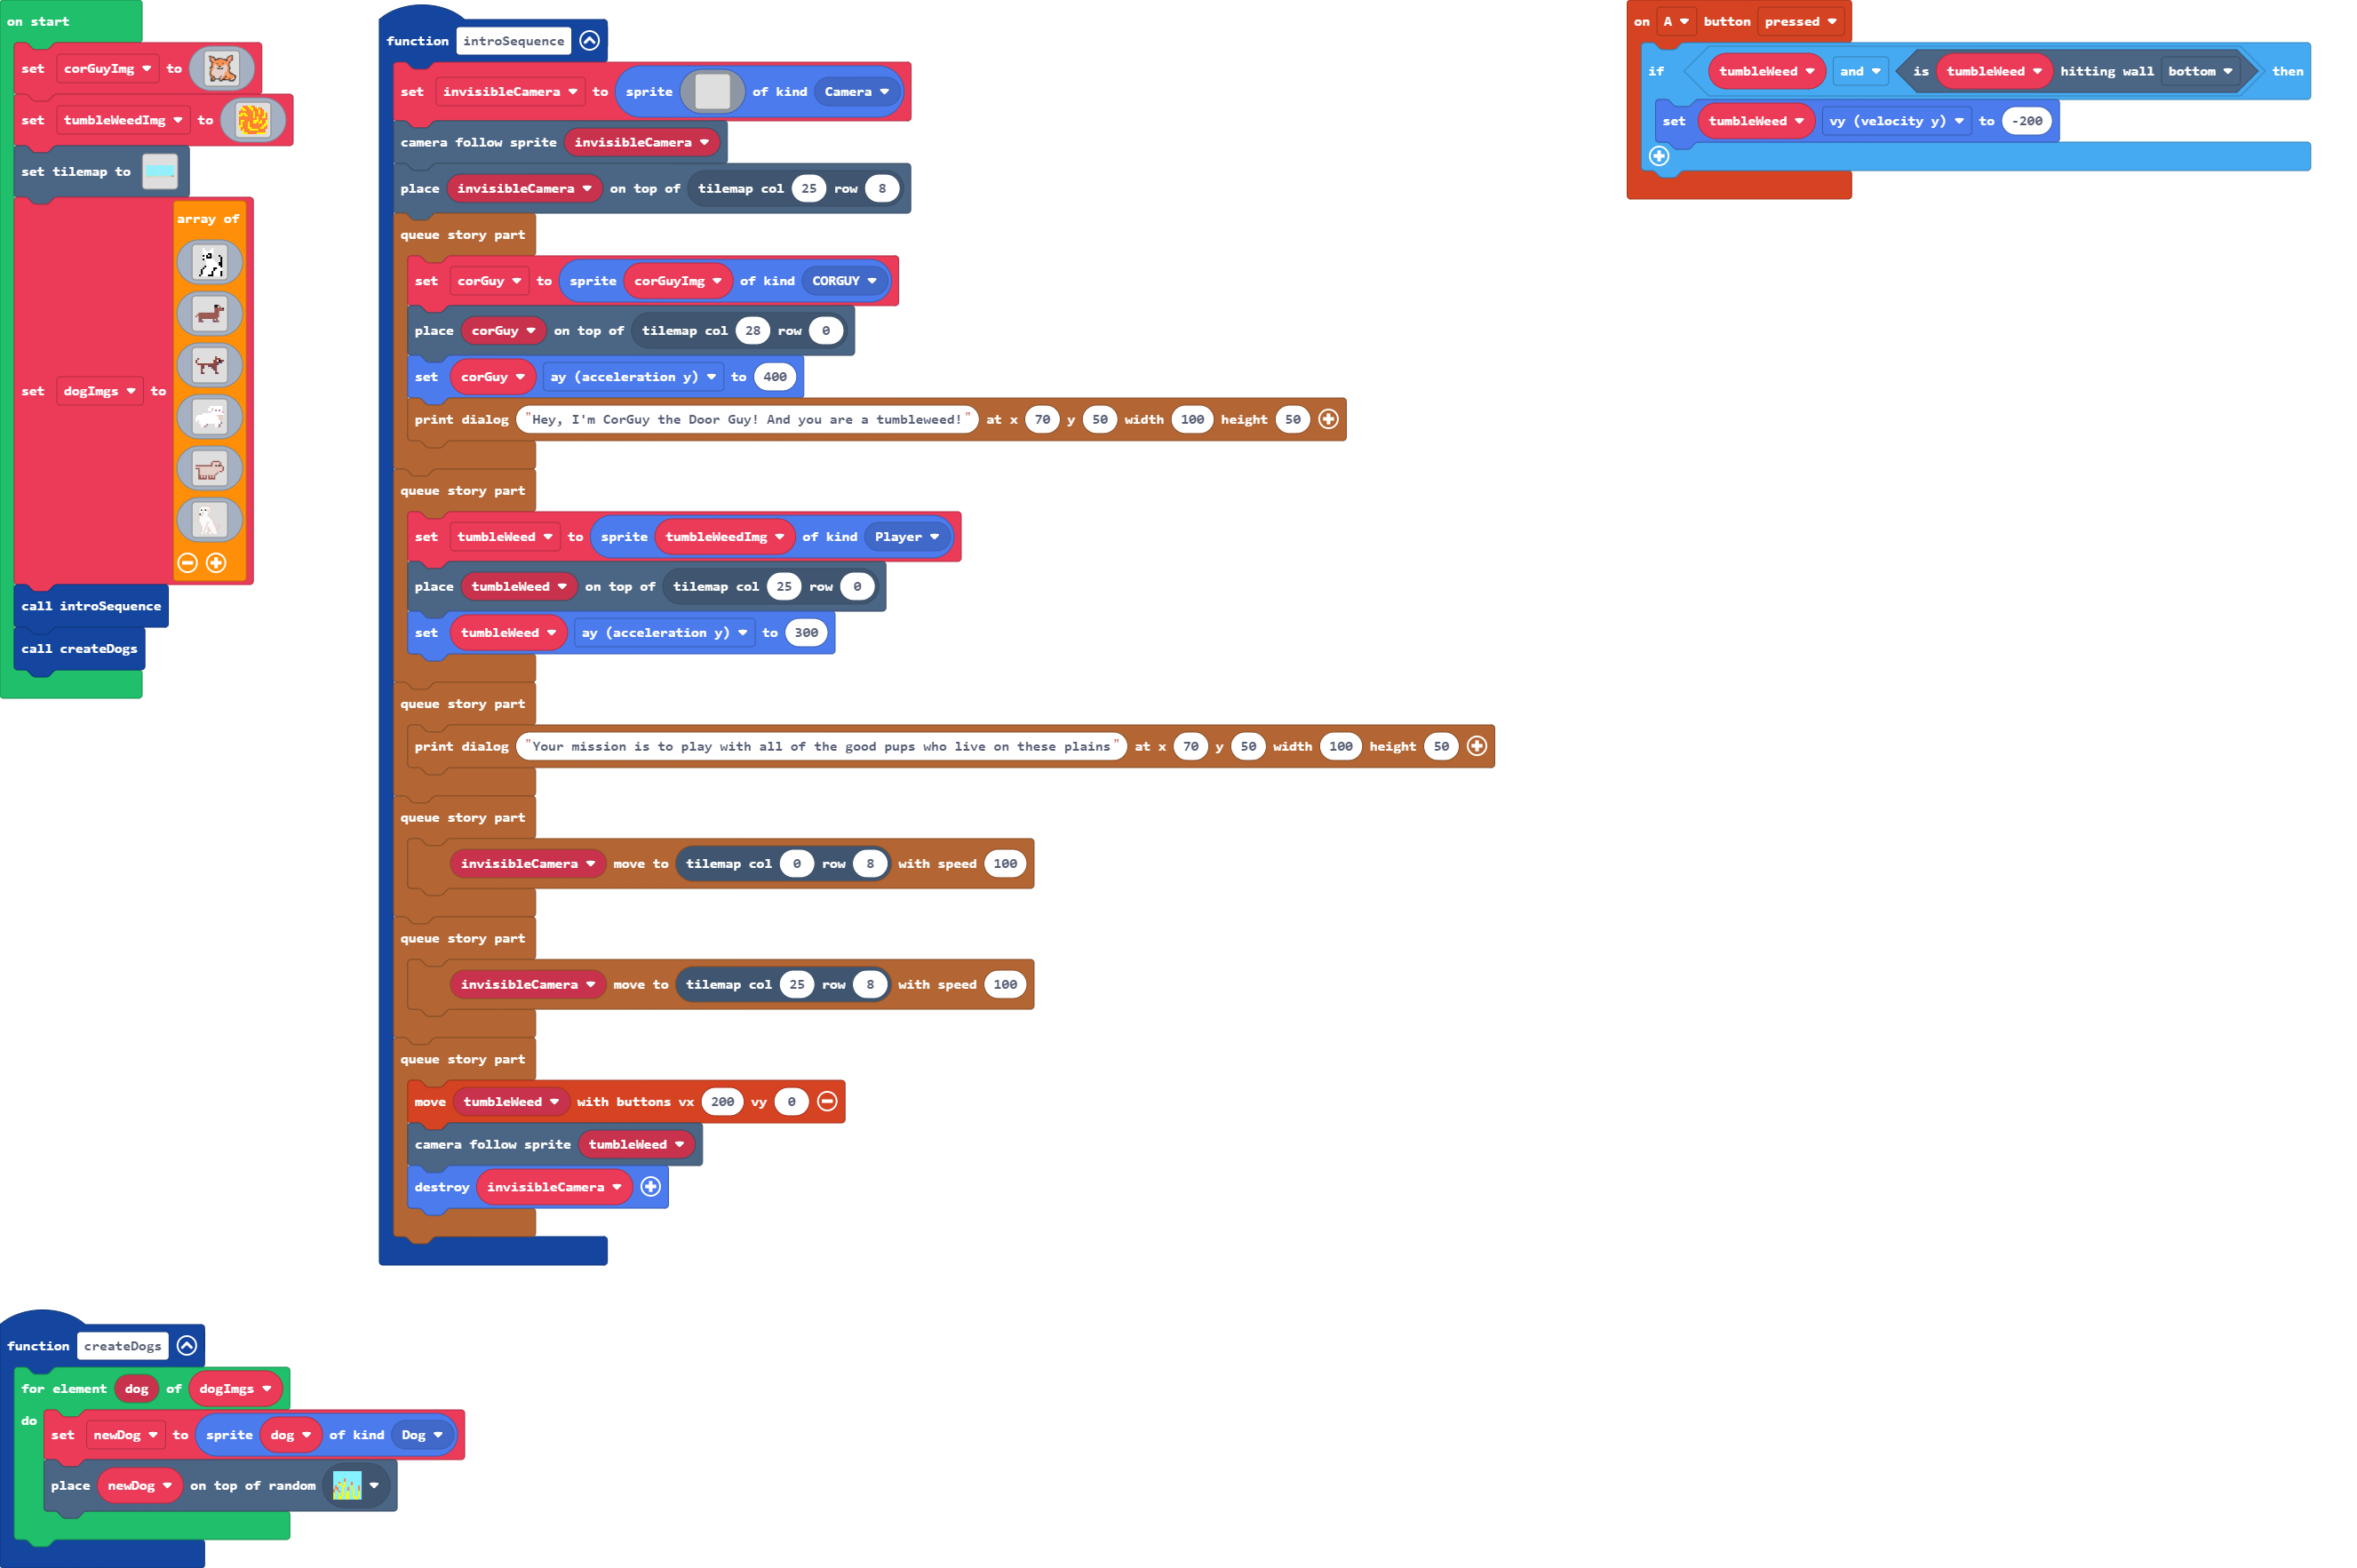 on start
set corGuyImg to
set tumbleWeedImg to
set tilemap to
set dogImgs to array of
call introSequence
call createDogs
function introSequence
set invisibleCamera to sprite of kind Camera
camera follow sprite invisibleCamera
place invisibleCamera on top of tilemap col 25 row 8
queue story part
set corGuy to sprite corGuyImg of kind CORGUY
place corGuy on top of tilemap col 28 row 0
set corGuy ay (acceleration y) to 400
print dialog "Hey, I'm CorGuy the Door Guy! And you are a tumbleweed!" at x 70 y 50 width 100 height 50
queue story part
set tumbleWeed to sprite tumbleWeedImg of kind Player
place tumbleWeed on top of tilemap col 25 row 0
set tumbleWeed ay (acceleration y) to 300
queue story part
print dialog "Your mission is to play with all of the good pups who live on these plains" at x 70 y 50 width 100 height 50
queue story part
invisibleCamera move to tilemap col 0 row 8 with speed 100
queue story part
invisibleCamera move to tilemap col 25 row 8 with speed 100
queue story part
move tumbleWeed with buttons vx 200 vy 0
camera follow sprite tumbleWeed
destroy invisibleCamera
on A button pressed
if tumbleWeed and is tumbleWeed hitting wall bottom then
set tumbleWeed vy (velocity y) to -200
function createDogs
for element dog of dogImgs
do
set newDog to sprite dog of kind Dog
place newDog on top of random